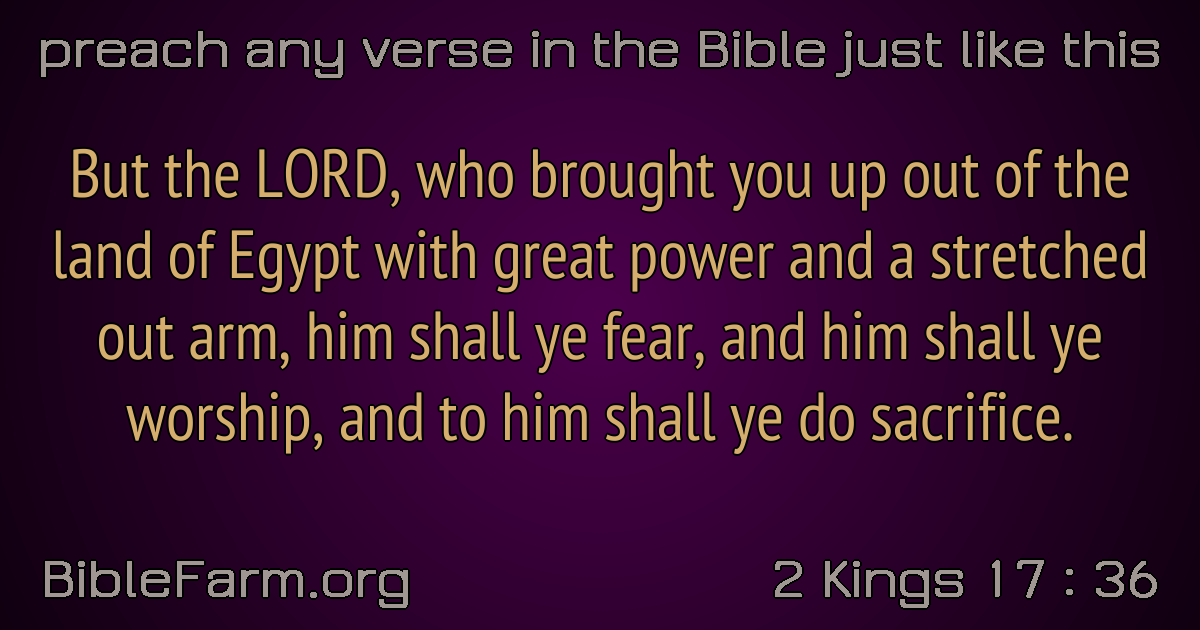 preach any verse in the Bible just like this
But the LORD, who brought you up out of the
land of Egypt with great power and a stretched
out arm, him shall ye fear, and him shall ye
worship, and to him shall ye do sacrifice.
BibleFarm.org
2 Kings 17 : 36